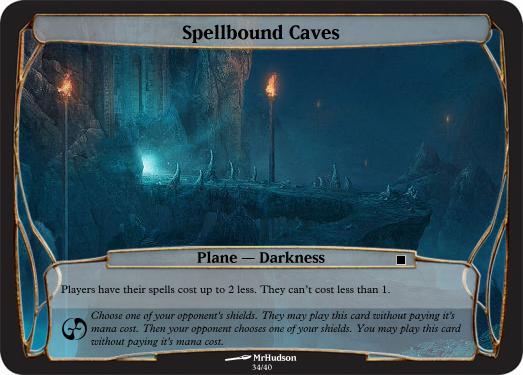 Spellbound Caves
Plane — Darkness
Players have their spells cost up to 2 less. They can't cost less than 1.
Choose one of your opponent's shields. They may play this card without paying it's
mana cost. Then your opponent chooses one of your shields. You may play this card
without paying it's mana cost.
MrHudson
34/40